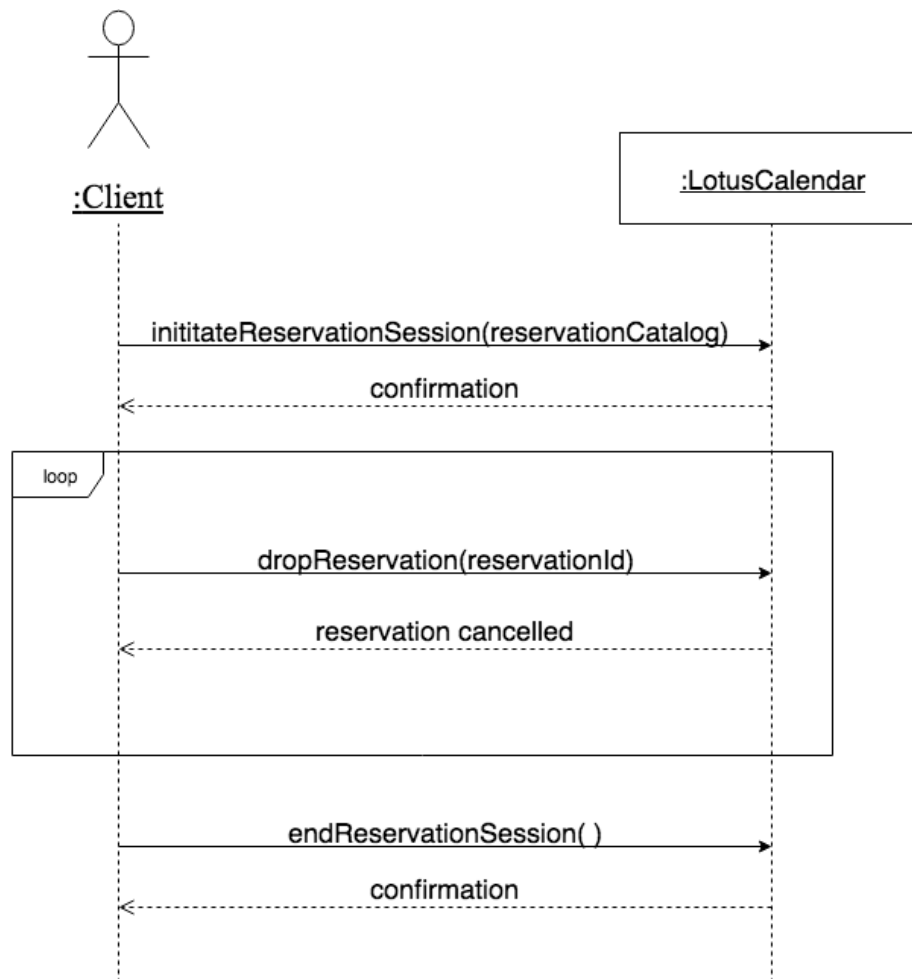 :Client
:LotusCalendar
inititateReservationSession(reservationCatalog)
confirmation
loop
dropReservation(reservationId)
reservation cancelled
endReservationSession( )
confirmation